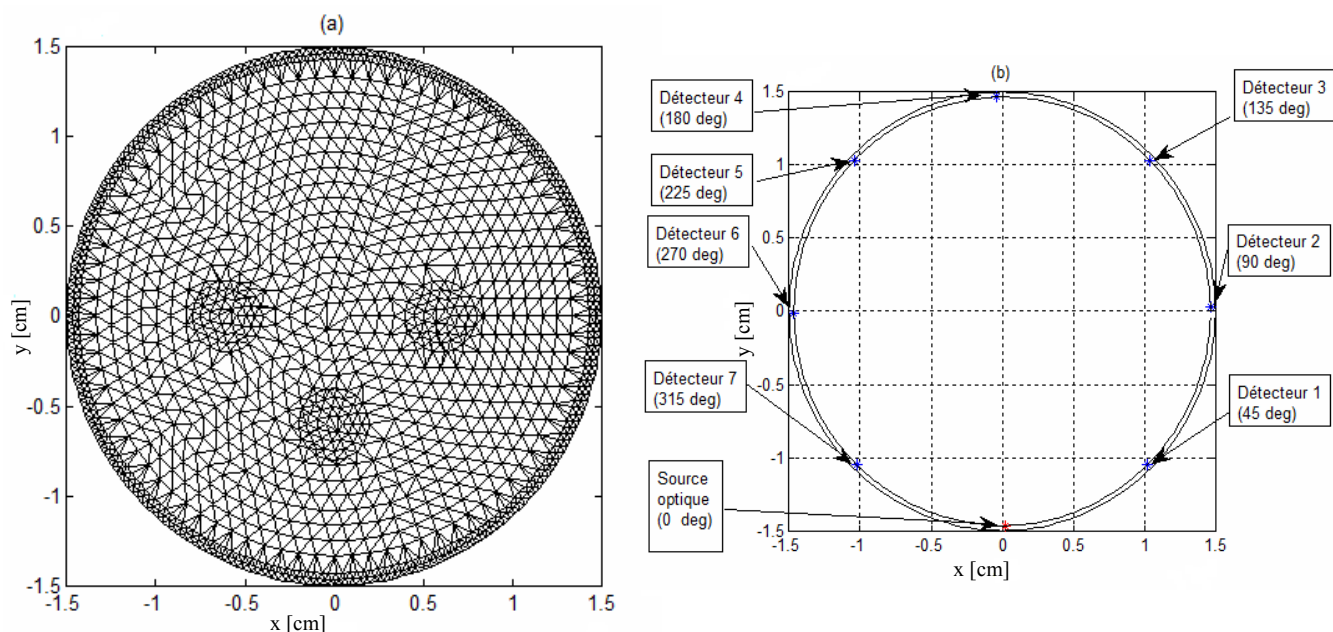 (a)
1.5
1
0.5
0
-0.5
-1
-1.5
y [cm]
-1.5
-1
-0.5
0
0.5
1
1.5
x [cm]
(b)
Détecteur 4
(180 deg)
Détecteur 3
(135 deg)
Détecteur 5
(225 deg)
Détecteur 6
(270 deg)
Détecteur 2
(90 deg)
Détecteur 7
(315 deg)
Détecteur 1
(45 deg)
Source
optique
(0 deg)
1.5
1
0.5
0
-0.5
-1
-1.5
y [cm]
-1.5
-1
-0.5
0
0.5
1
1.5
x [cm]